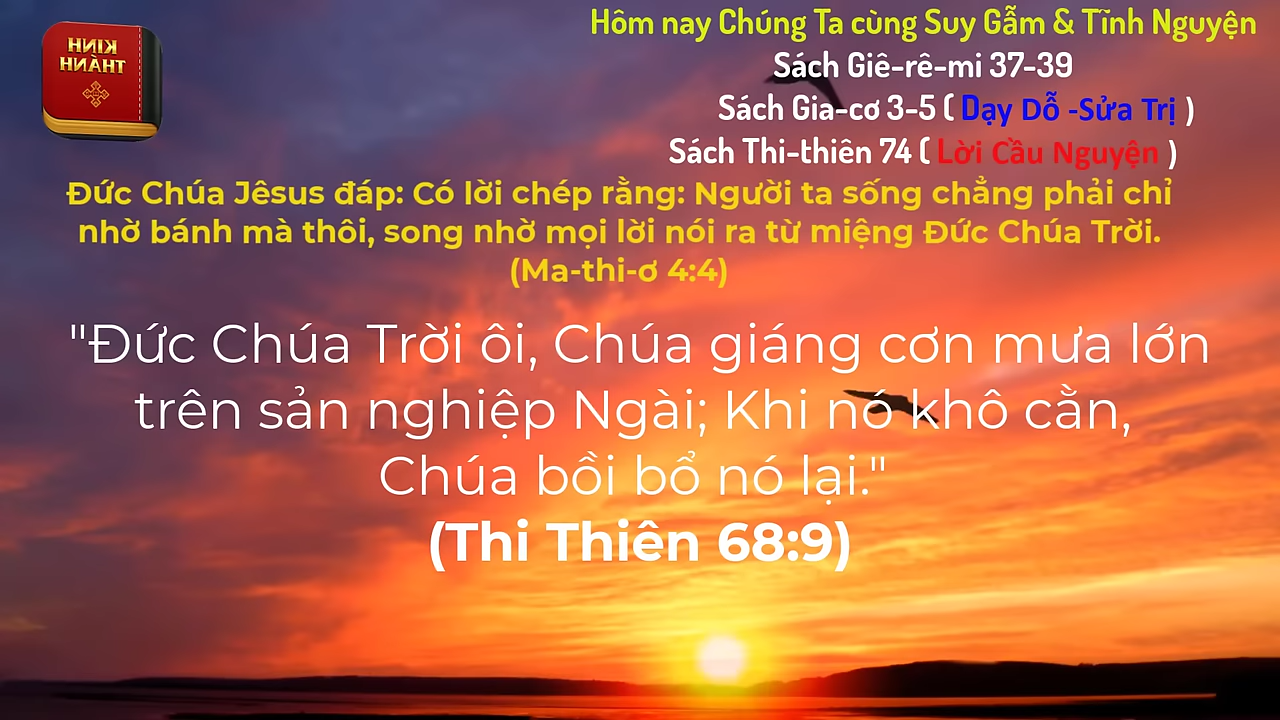 KINH
THÁNH
Hôm nay Chúng Ta cùng Suy Gẫm & Tĩnh Nguyện
Sách Giê-rê-mi 37-39
Sách Gia-cơ 3-5 ( Dạy Dỗ -Sửa Trị )
Sách Thi-thiên 74 ( Lời Cầu Nguyện )
Đức Chúa Jêsus đáp: Có lời chép rằng: Người ta sống chẳng phải chỉ
nhờ bánh mà thôi, song nhờ mọi lời nói ra từ miệng Đức Chúa Trời.
(Ma-thi-ơ 4:4)
"Đức Chúa Trời ôi, Chúa giáng cơn mưa lớn
trên sản nghiệp Ngài; Khi nó khô cằn,
Chúa bồi bổ nó lại."
(Thi Thiên 68:9)